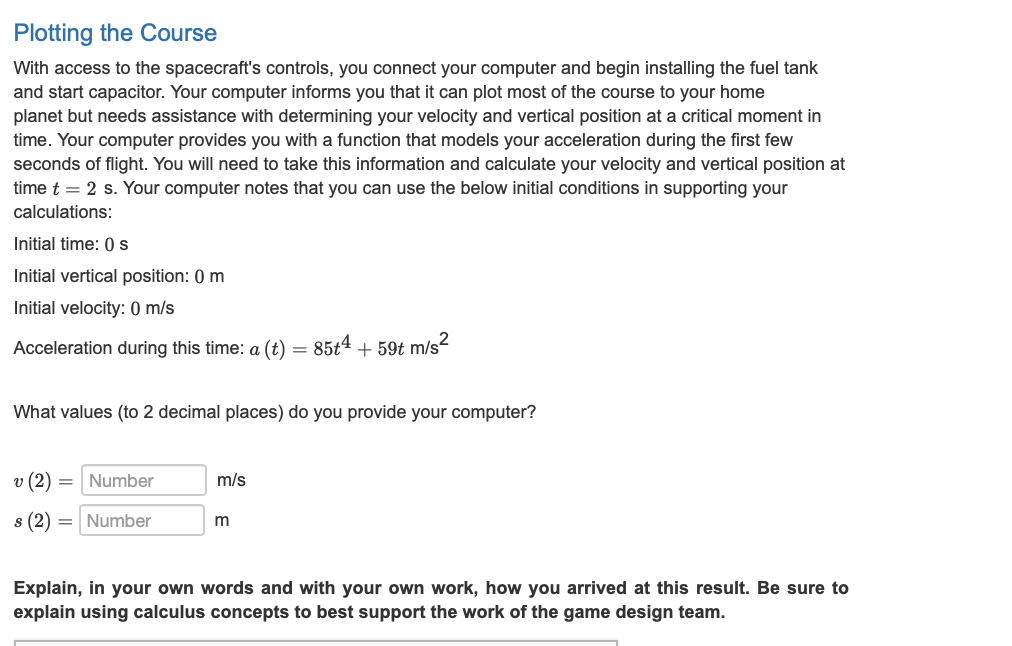 Plotting the Course
With access to the spacecraft's controls, you connect your computer and begin installing the fuel tank
and start capacitor. Your computer informs you that it can plot most of the course to your home
planet but needs assistance with determining your velocity and vertical position at a critical moment in
time. Your computer provides you with a function that models your acceleration during the first few
seconds of flight. You will need to take this information and calculate your velocity and vertical position at
time t = 2 s. Your computer notes that you can use the below initial conditions in supporting your
calculations:
Initial time: 0 s
Initial vertical position: 0 m
Initial velocity: 0 m/s
Acceleration during this time: a (t) = 85t⁴ + 59t m/s²
What values (to 2 decimal places) do you provide your computer?
v (2) = Number m/s
s (2) = Number m
Explain, in your own words and with your own work, how you arrived at this result. Be sure to
explain using calculus concepts to best support the work of the game design team.